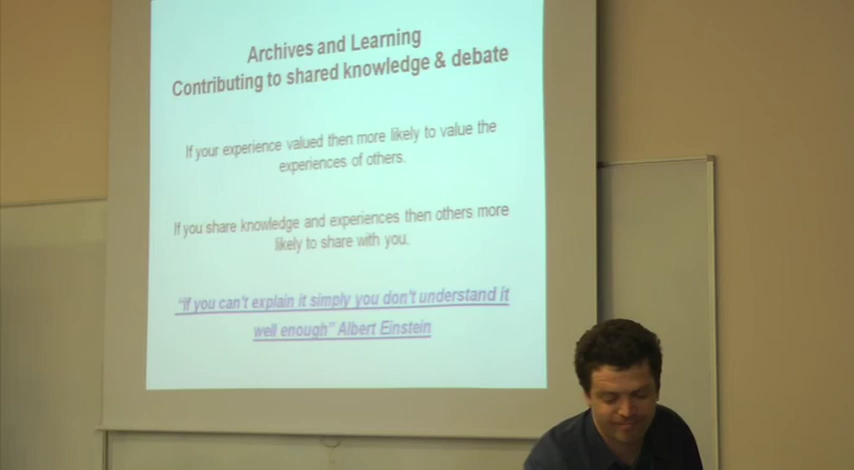 Archives and Learning
Contributing to shared knowledge & debate
If your experience valued then more likely to value the
experiences of others.
If you share knowledge and experiences then others more
likely to share with you.
"if you can't explain it simply you don't understand it
well enough" Albert Einstein